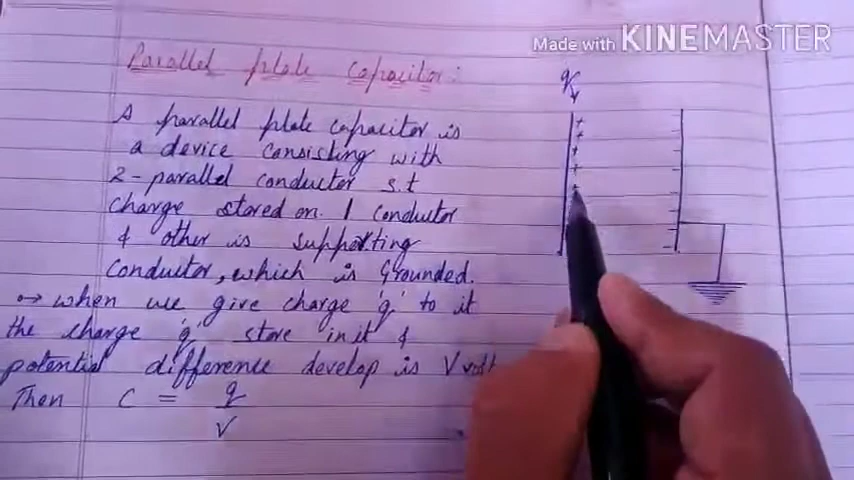 Made with KINEMASTER
Parallel plate Capacitor :
A parallel plate Capacitor is
a device consisting with
2-parallel conductor s.t
charge stored on 1 conductor
& other is supporting
conductor, which is Grounded.
→ when we give charge 'q' to it
the charge 'q' store in it &
potential difference develop is V volt
Then C = q
V
q
+
+
+
+
+